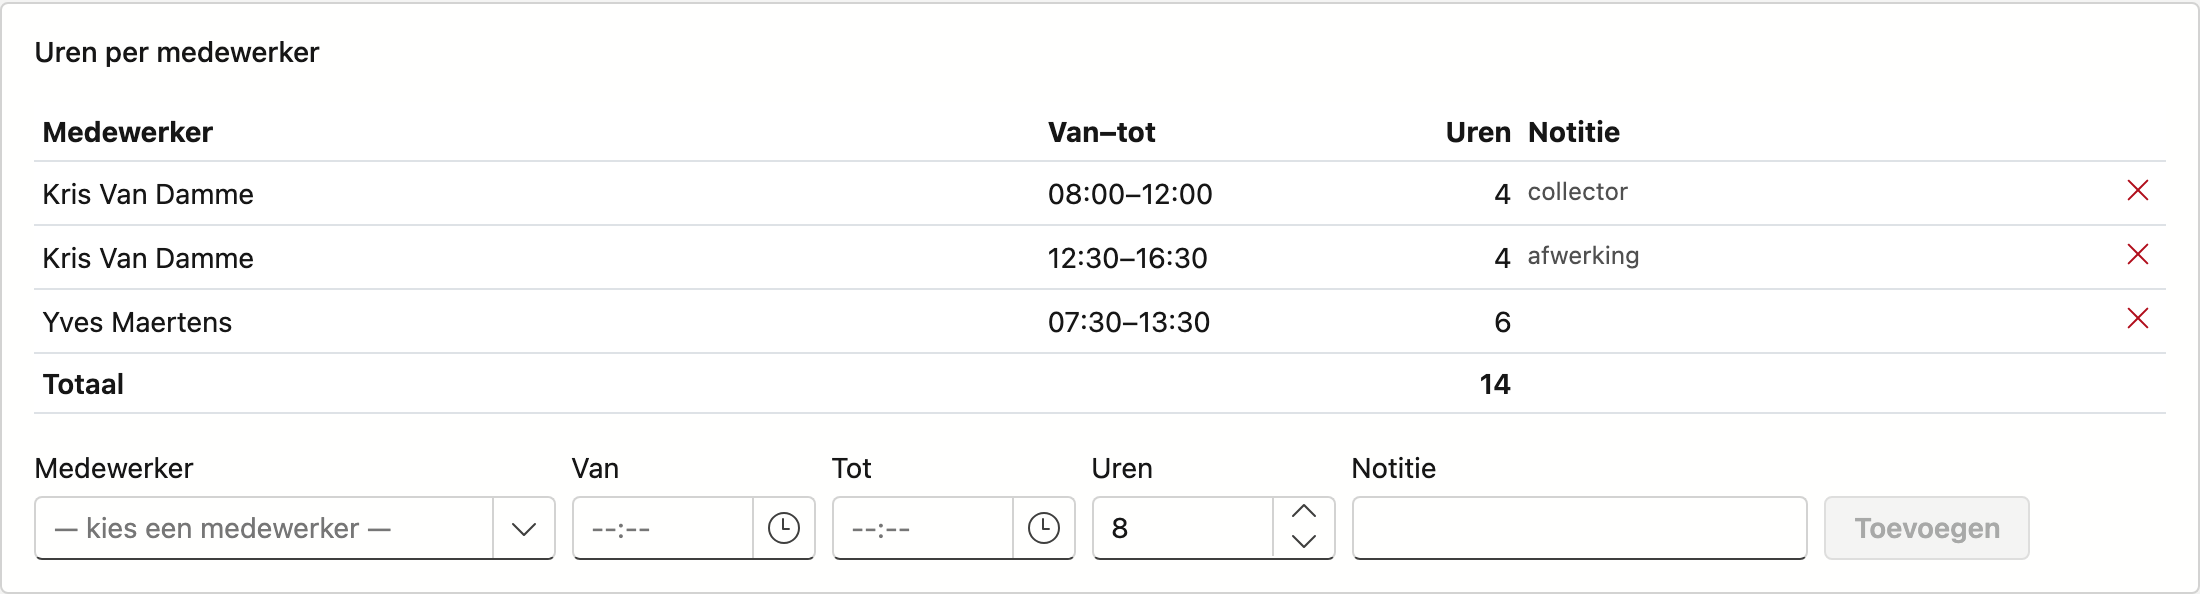 Uren per medewerker
Medewerker Van–tot Uren Notitie
Kris Van Damme 08:00–12:00 4 collector
Kris Van Damme 12:30–16:30 4 afwerking
Yves Maertens 07:30–13:30 6
Totaal 14
Medewerker Van Tot Uren Notitie
— kies een medewerker — --:-- --:-- 8 Toevoegen